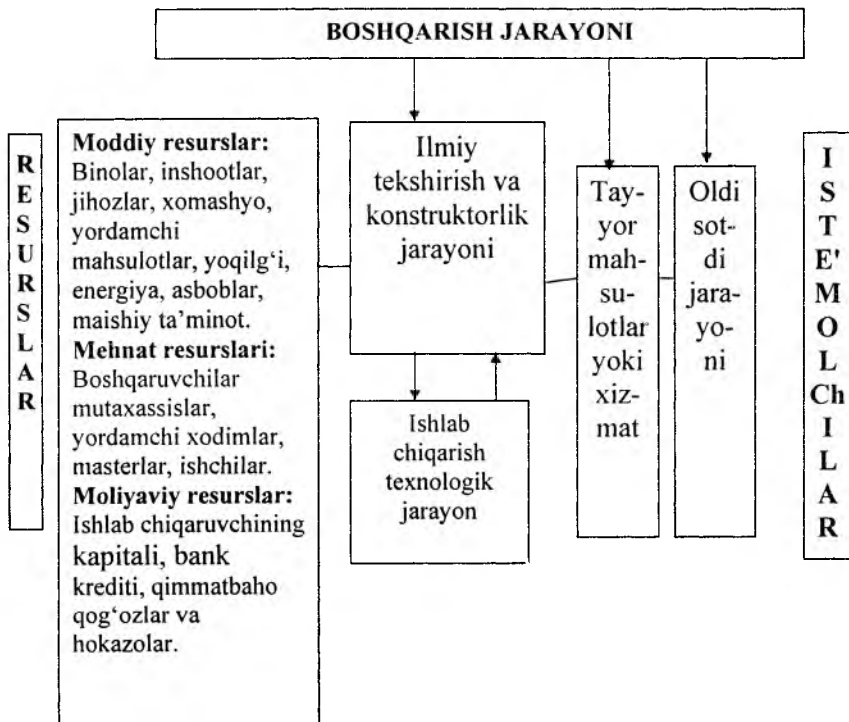 BOSHQARISH JARAYONI
R
E
S
U
R
S
L
A
R
Moddiy resurslar:
Binolar, inshootlar,
jihozlar, xomashyo,
yordamchi
mahsulotlar, yoqilg‘i,
energiya, asboblar,
maishiy ta’minot.
Mehnat resurslari:
Boshqaruvchilar
mutaxassislar,
yordamchi xodimlar,
masterlar, ishchilar.
Moliyaviy resurslar:
Ishlab chiqaruvchining
kapitali, bank
krediti, qimmatbaho
qog‘ozlar va
hokazolar.
Ilmiy
tekshirish va
konstruktorlik
jarayoni
Ishlab
chiqarish
texnologik
jarayon
Tay-
yor
mah-
su-
lotlar
yoki
xiz-
mat
Oldi
sot-
di
jara-
yo-
ni
I
S
T
E'
M
O
L
Ch
I
L
A
R